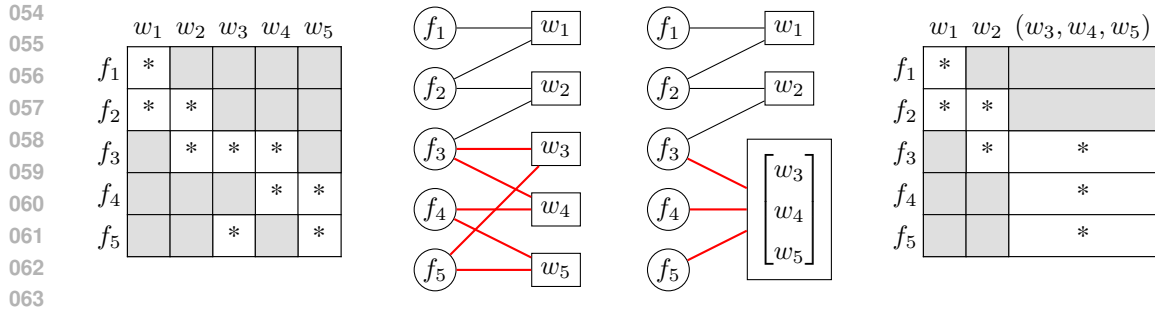 054
055
056
057
058
059
060
061
062
063
w₁ w₂ w₃ w₄ w₅
f₁ *
f₂ * *
f₃ * * *
f₄ * *
f₅ * *
f₁ w₁
f₂ w₂
f₃ w₃
f₄ w₄
f₅ w₅
f₁ w₁
f₂ w₂
f₃
f₄
f₅
[w₃
w₄
w₅]
w₁ w₂ (w₃, w₄, w₅)
f₁ *
f₂ * *
f₃ * *
f₄ *
f₅ *